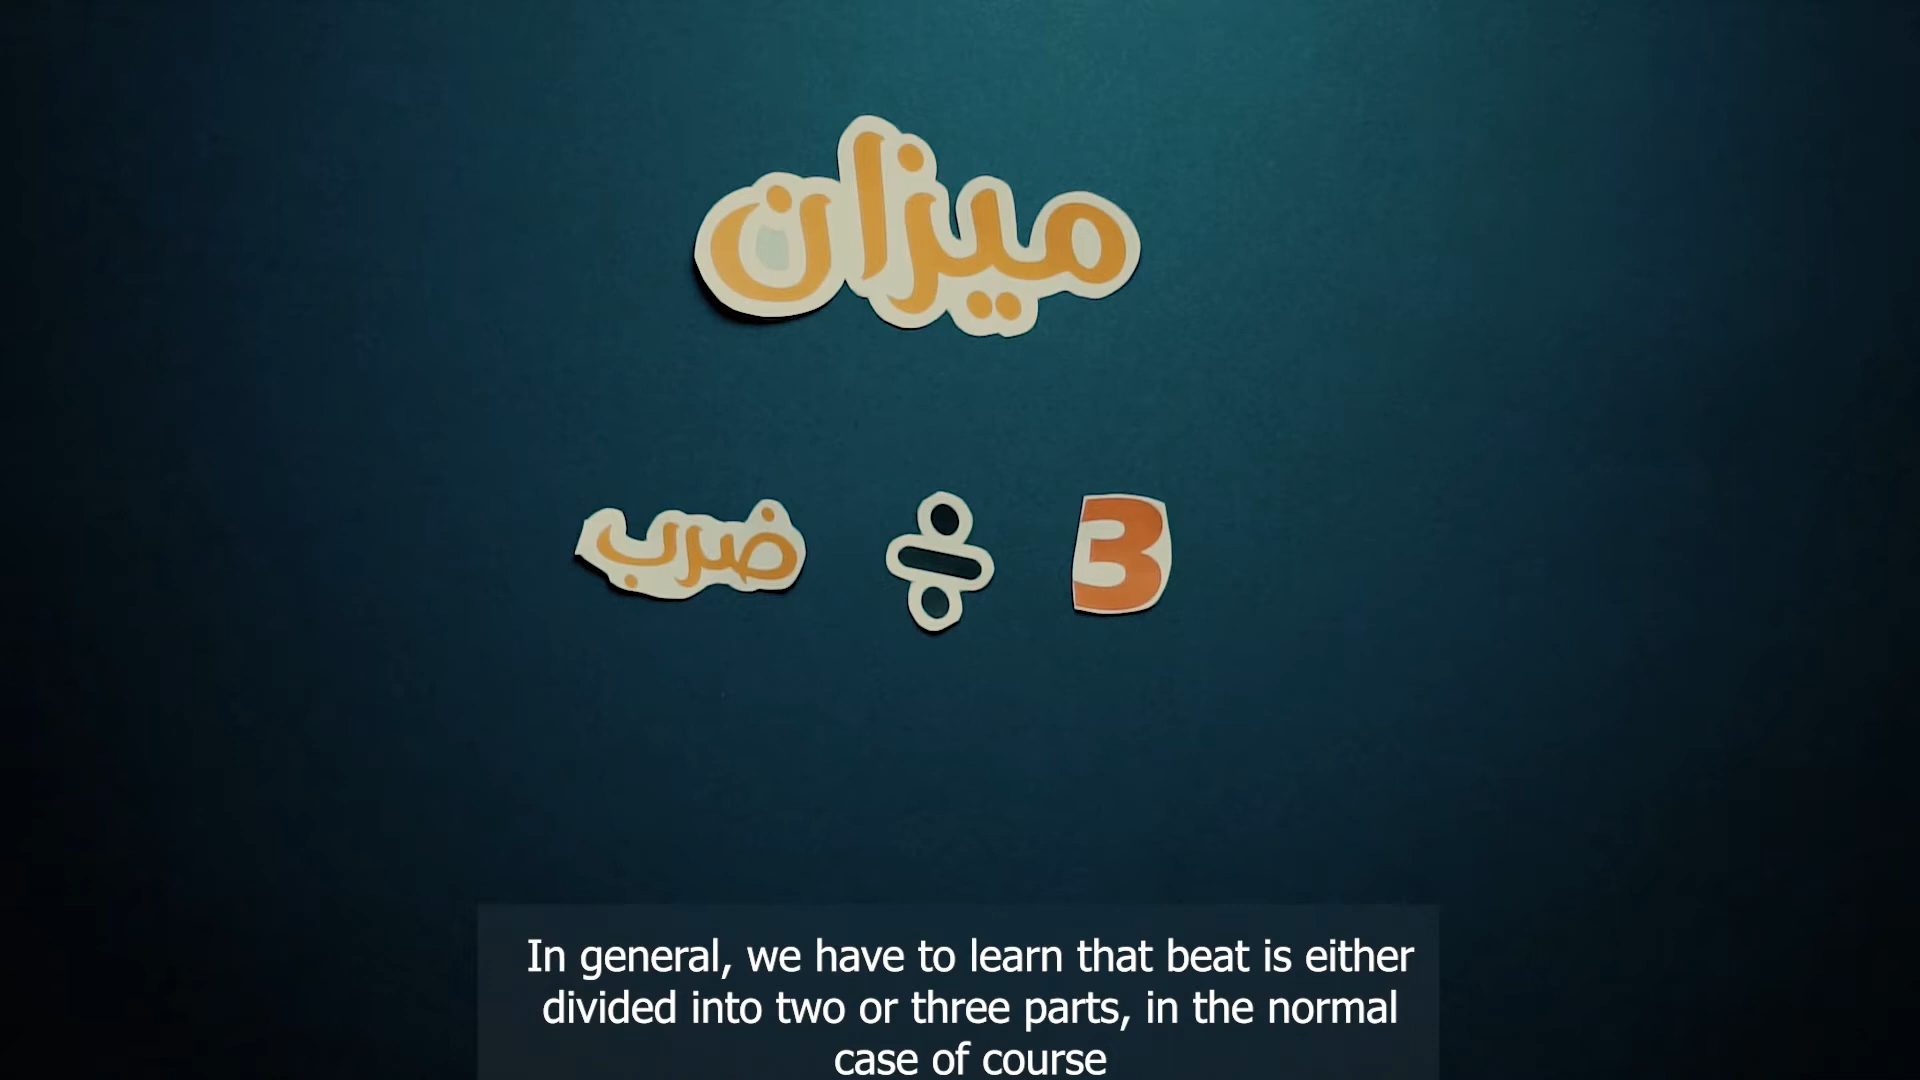 ميزان
ضرب ÷ 3
In general, we have to learn that beat is either
divided into two or three parts, in the normal
case of course